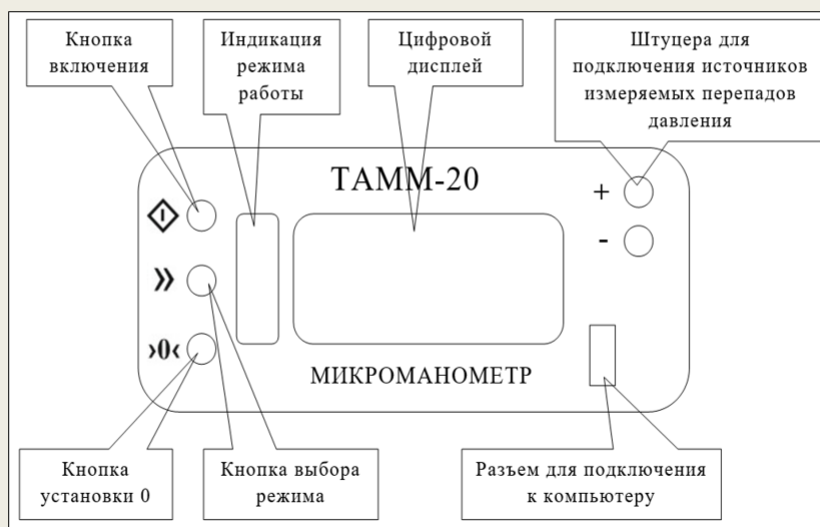 Кнопка
включения
Индикация
режима
работы
Цифровой
дисплей
Штуцера для
подключения источников
измеряемых перепадов
давления
ТАММ-20
+
-
»
›0‹
МИКРОМАНОМЕТР
Кнопка
установки 0
Кнопка выбора
режима
Разъем для подключения
к компьютеру